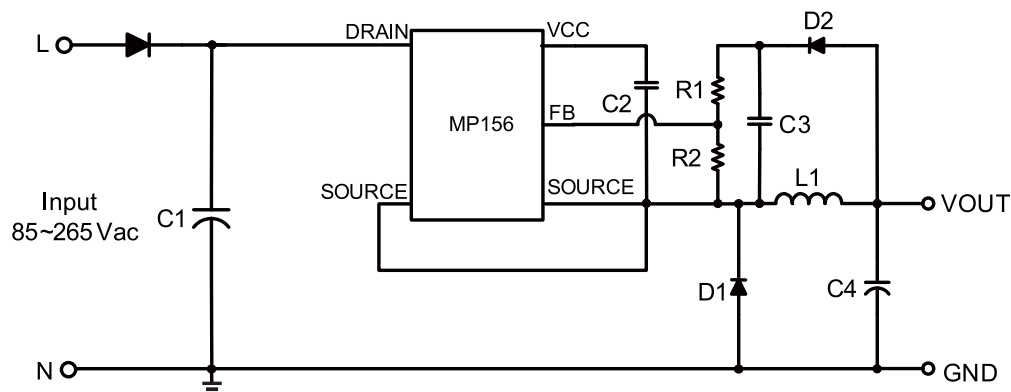 D2
L
DRAIN
VCC
R1
C2
FB
MP156
C3
R2
L1
SOURCE
SOURCE
Input
85~265 Vac
C1
VOUT
D1
C4
N
GND